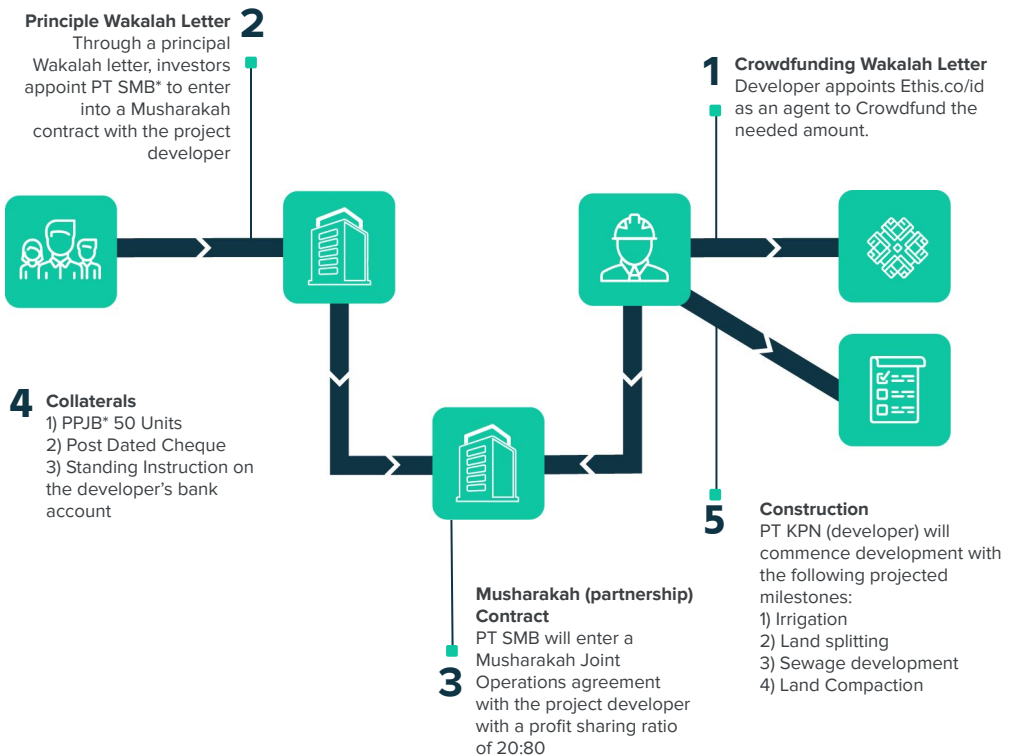 2
Principle Wakalah Letter
Through a principal
Wakalah letter, investors
appoint PT SMB* to enter
into a Musharakah
contract with the project
developer
1
Crowdfunding Wakalah Letter
Developer appoints Ethis.co/id
as an agent to Crowdfund the
needed amount.
4
Collaterals
1) PPJB* 50 Units
2) Post Dated Cheque
3) Standing Instruction on
the developer’s bank
account
3
Musharakah (partnership)
Contract
PT SMB will enter a
Musharakah Joint
Operations agreement
with the project developer
with a profit sharing ratio
of 20:80
5
Construction
PT KPN (developer) will
commence development with
the following projected
milestones:
1) Irrigation
2) Land splitting
3) Sewage development
4) Land Compaction